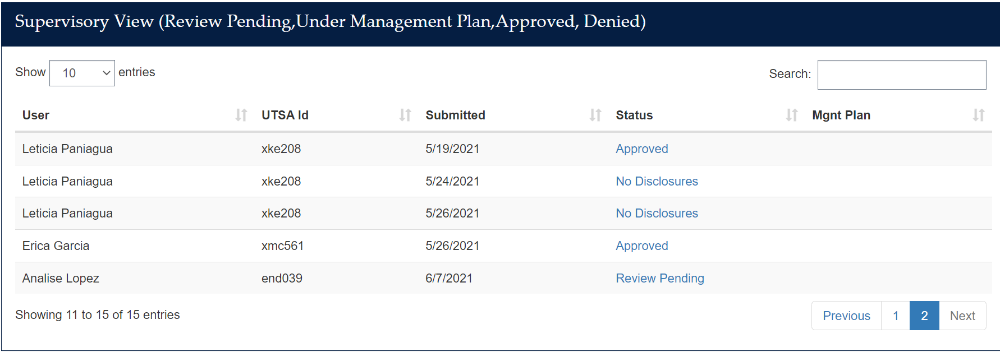 Supervisory View (Review Pending,Under Management Plan,Approved, Denied)
Show 10 entries Search:
User UTSA Id Submitted Status Mgnt Plan
Leticia Paniagua xke208 5/19/2021 Approved
Leticia Paniagua xke208 5/24/2021 No Disclosures
Leticia Paniagua xke208 5/26/2021 No Disclosures
Erica Garcia xmc561 5/26/2021 Approved
Analise Lopez end039 6/7/2021 Review Pending
Showing 11 to 15 of 15 entries Previous 1 2 Next